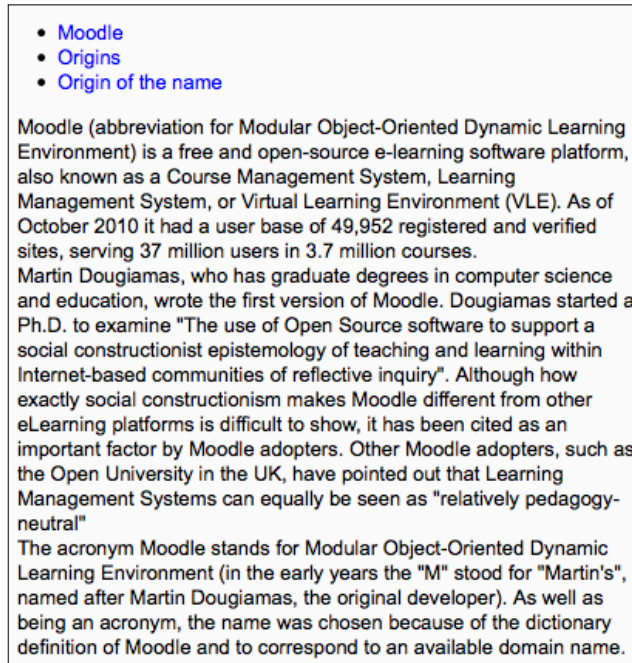 Moodle
Origins
Origin of the name
Moodle (abbreviation for Modular Object-Oriented Dynamic Learning
Environment) is a free and open-source e-learning software platform,
also known as a Course Management System, Learning
Management System, or Virtual Learning Environment (VLE). As of
October 2010 it had a user base of 49,952 registered and verified
sites, serving 37 million users in 3.7 million courses.
Martin Dougiamas, who has graduate degrees in computer science
and education, wrote the first version of Moodle. Dougiamas started a
Ph.D. to examine "The use of Open Source software to support a
social constructionist epistemology of teaching and learning within
Internet-based communities of reflective inquiry". Although how
exactly social constructionism makes Moodle different from other
eLearning platforms is difficult to show, it has been cited as an
important factor by Moodle adopters. Other Moodle adopters, such as
the Open University in the UK, have pointed out that Learning
Management Systems can equally be seen as "relatively pedagogy-
neutral"
The acronym Moodle stands for Modular Object-Oriented Dynamic
Learning Environment (in the early years the "M" stood for "Martin's",
named after Martin Dougiamas, the original developer). As well as
being an acronym, the name was chosen because of the dictionary
definition of Moodle and to correspond to an available domain name.